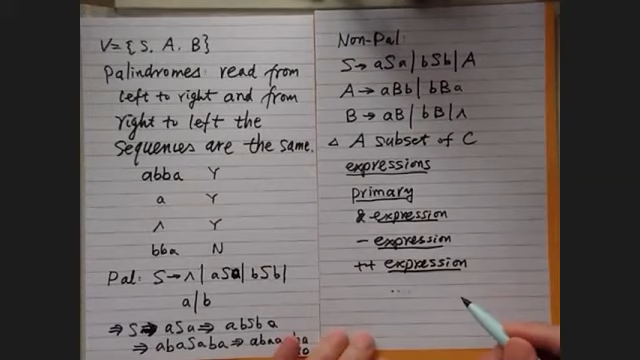 V={S, A, B}
Palindromes: read from
left to right and from
right to left the
sequences are the same.
abba Y
a Y
Λ Y
bba N
Pal: S→Λ|aSa|bSb|
a|b
⇒ S ⇒ aSa ⇒ abSba
⇒ abaSaba ⇒
Non-Pal:
S→aSa|bSb|A
A→aBb|bBa
B→aB|bB|Λ
△ A subset of C
expressions
primary
& expression
- expression
++ expression
...